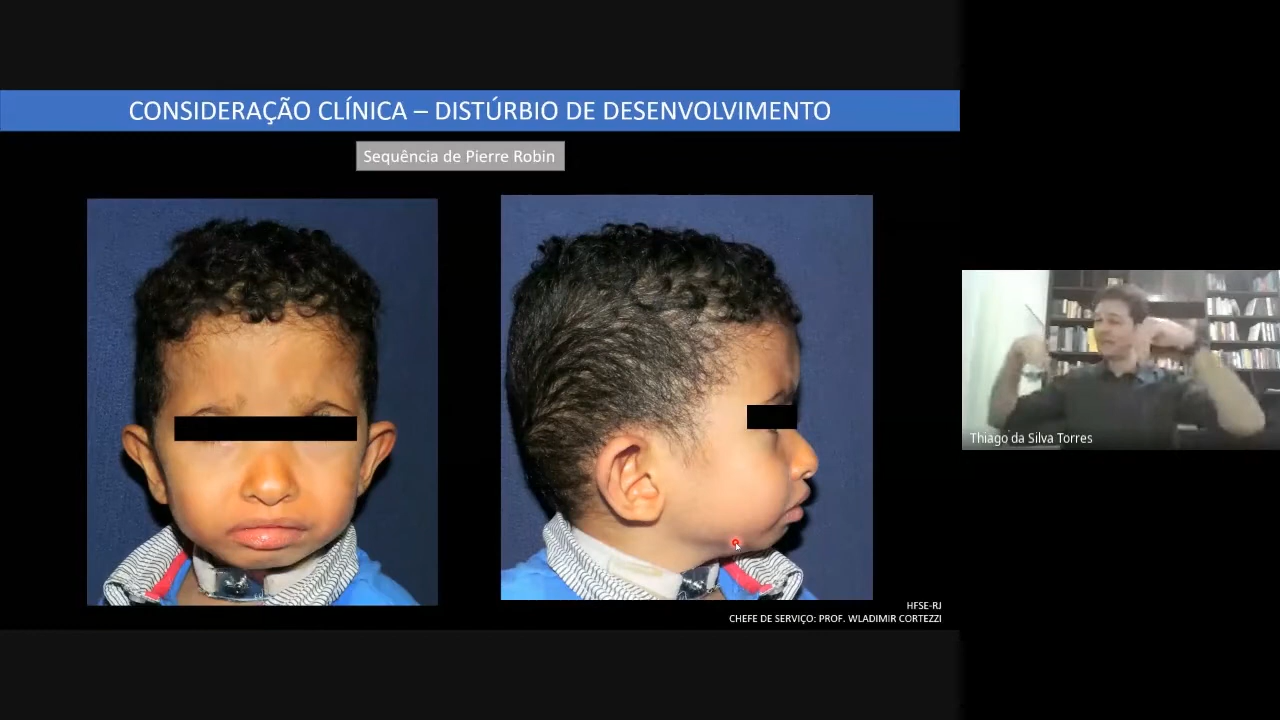 CONSIDERAÇÃO CLÍNICA – DISTÚRBIO DE DESENVOLVIMENTO
Sequência de Pierre Robin
Thiago da Silva Torres
HFSE-RJ
CHEFE DE SERVIÇO: PROF. WLADIMIR CORTEZZI